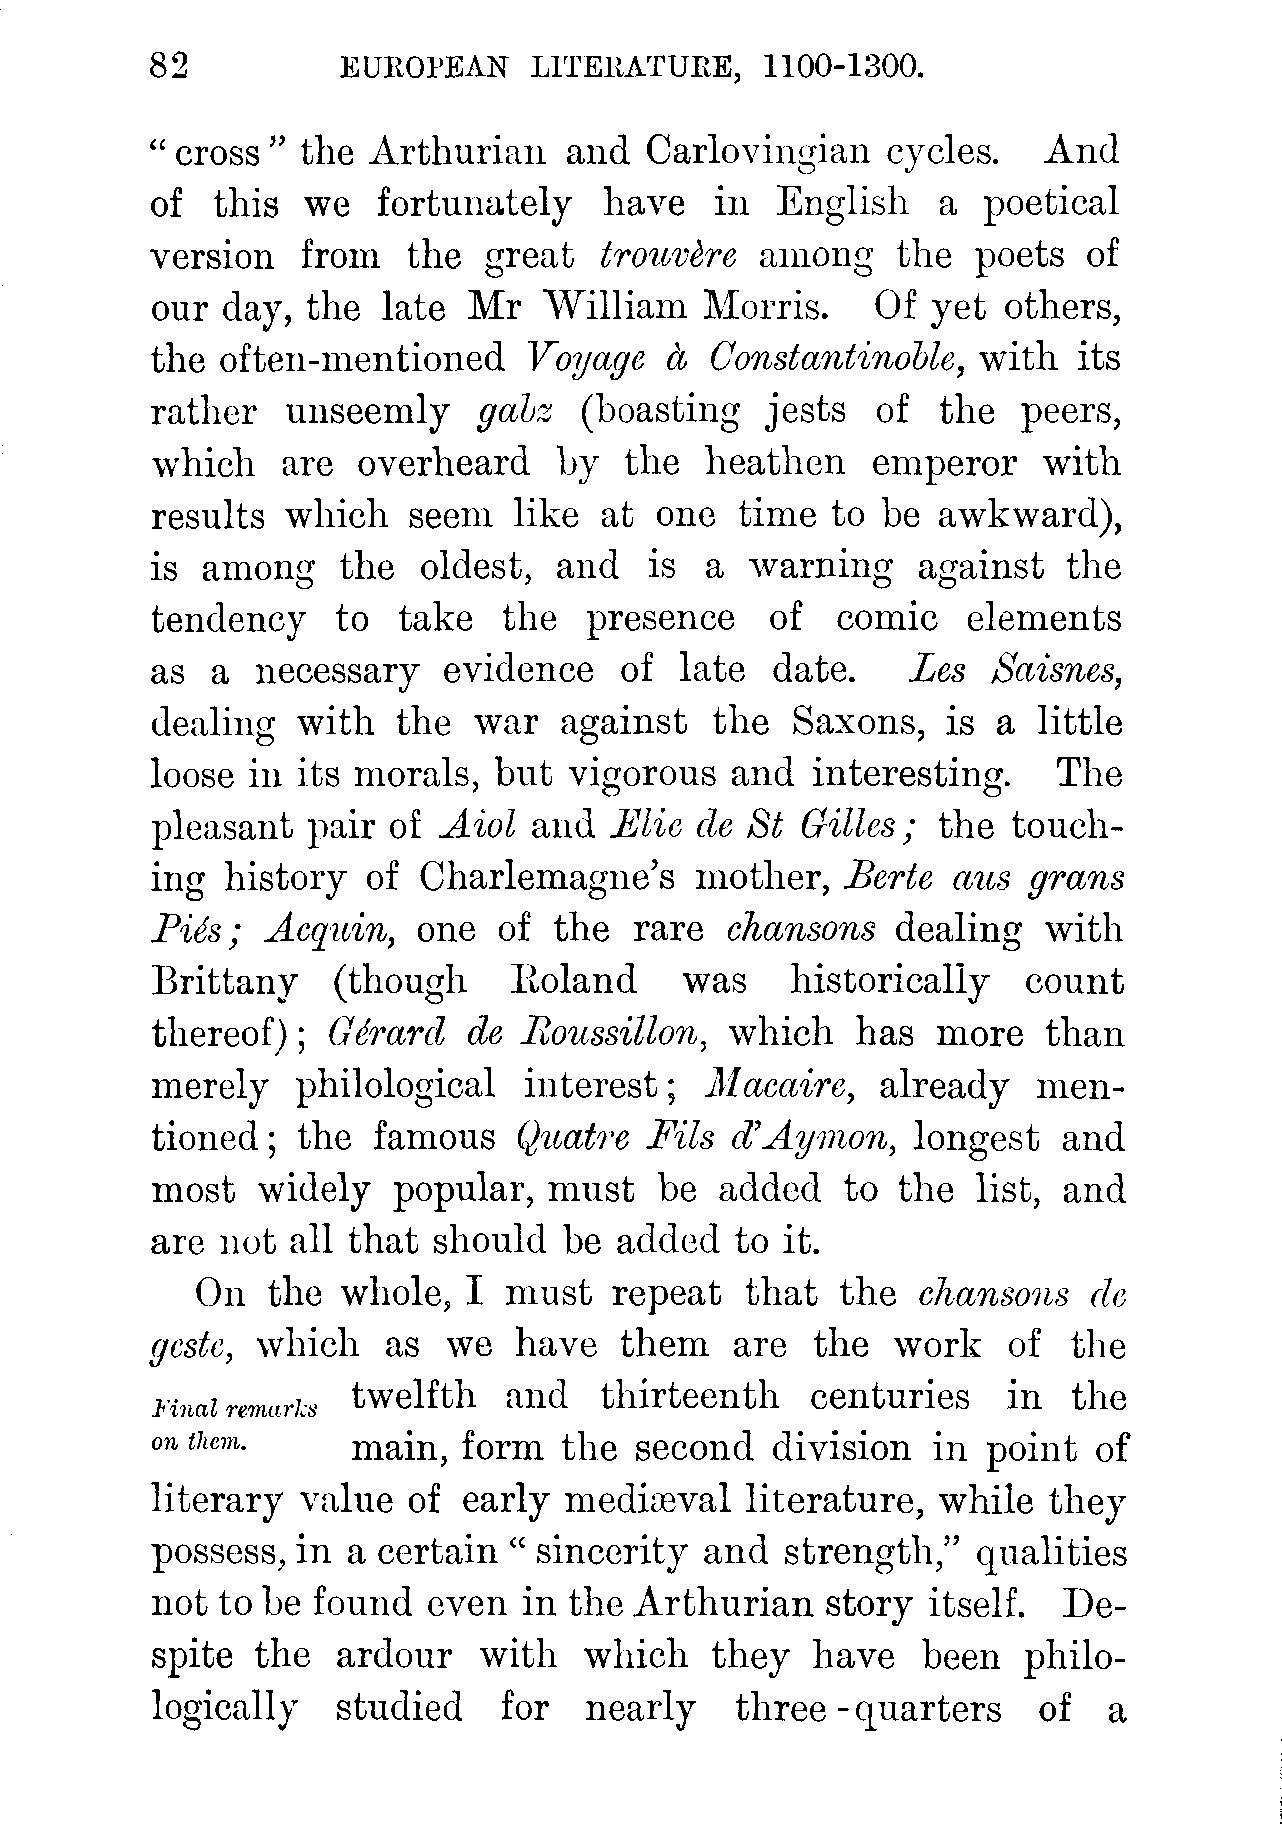 82 EUROPEAN LITERATURE, 1100-1300.
“cross” the Arthurian and Carlovingian cycles. And
of this we fortunately have in English a poetical
version from the great trouvère among the poets of
our day, the late Mr William Morris. Of yet others,
the often-mentioned Voyage à Constantinoble, with its
rather unseemly gabz (boasting jests of the peers,
which are overheard by the heathen emperor with
results which seem like at one time to be awkward),
is among the oldest, and is a warning against the
tendency to take the presence of comic elements
as a necessary evidence of late date. Les Saisnes,
dealing with the war against the Saxons, is a little
loose in its morals, but vigorous and interesting. The
pleasant pair of Aiol and Elie de St Gilles; the touch-
ing history of Charlemagne’s mother, Berte aus grans
Piés; Acquin, one of the rare chansons dealing with
Brittany (though Roland was historically count
thereof); Gérard de Roussillon, which has more than
merely philological interest; Macaire, already men-
tioned; the famous Quatre Fils d’Aymon, longest and
most widely popular, must be added to the list, and
are not all that should be added to it.
On the whole, I must repeat that the chansons de
geste, which as we have them are the work of the
Final remarks
on them.
twelfth and thirteenth centuries in the
main, form the second division in point of
literary value of early mediæval literature, while they
possess, in a certain “sincerity and strength,” qualities
not to be found even in the Arthurian story itself. De-
spite the ardour with which they have been philo-
logically studied for nearly three-quarters of a